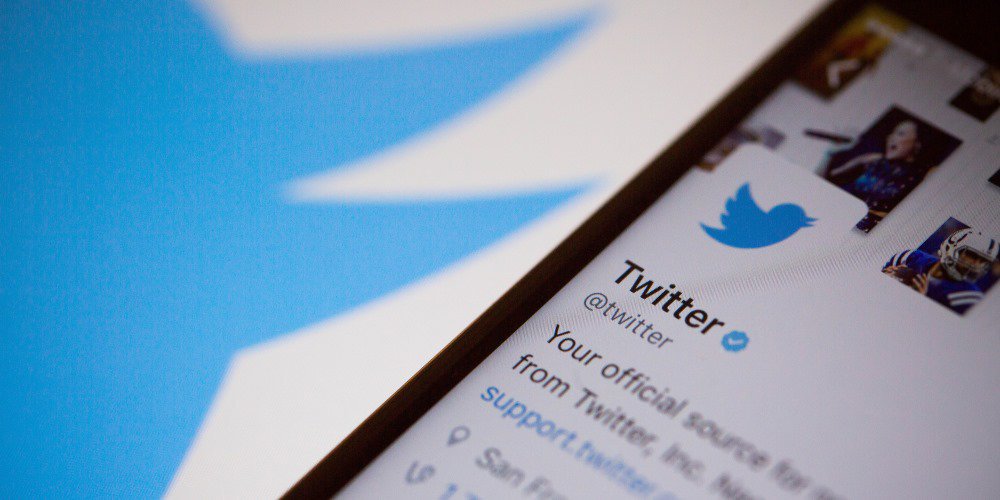 Twitter
@twitter
Your official source for
from Twitter, Inc.
support.twitter.
San Fr